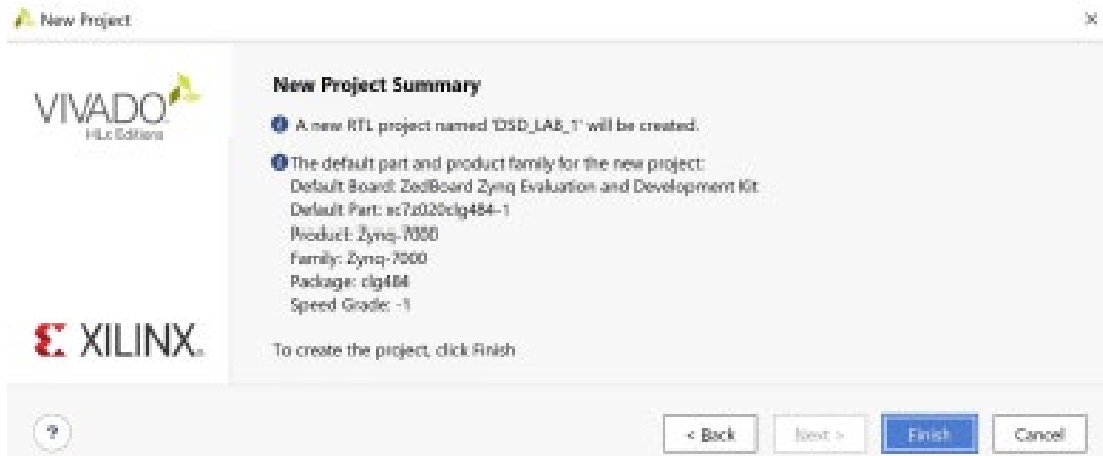 New Project
VIVADO
HLx Editions
New Project Summary
A new RTL project named 'DSD_LAB_1' will be created.
The default part and product family for the new project:
Default Board: ZedBoard Zynq Evaluation and Development Kit
Default Part: xc7z020clg484-1
Product: Zynq-7000
Family: Zynq-7000
Package: clg484
Speed Grade: -1
XILINX
To create the project, click Finish
?
< Back
Next >
Finish
Cancel